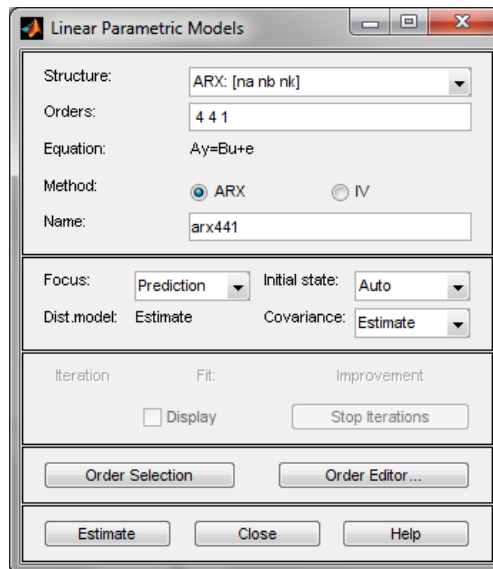 Linear Parametric Models
Structure: ARX: [na nb nk]
Orders: 4 4 1
Equation: Ay=Bu+e
Method: ARX IV
Name: arx441
Focus: Prediction Initial state: Auto
Dist.model: Estimate Covariance: Estimate
Iteration Fit: Improvement
Display Stop Iterations
Order Selection Order Editor...
Estimate Close Help